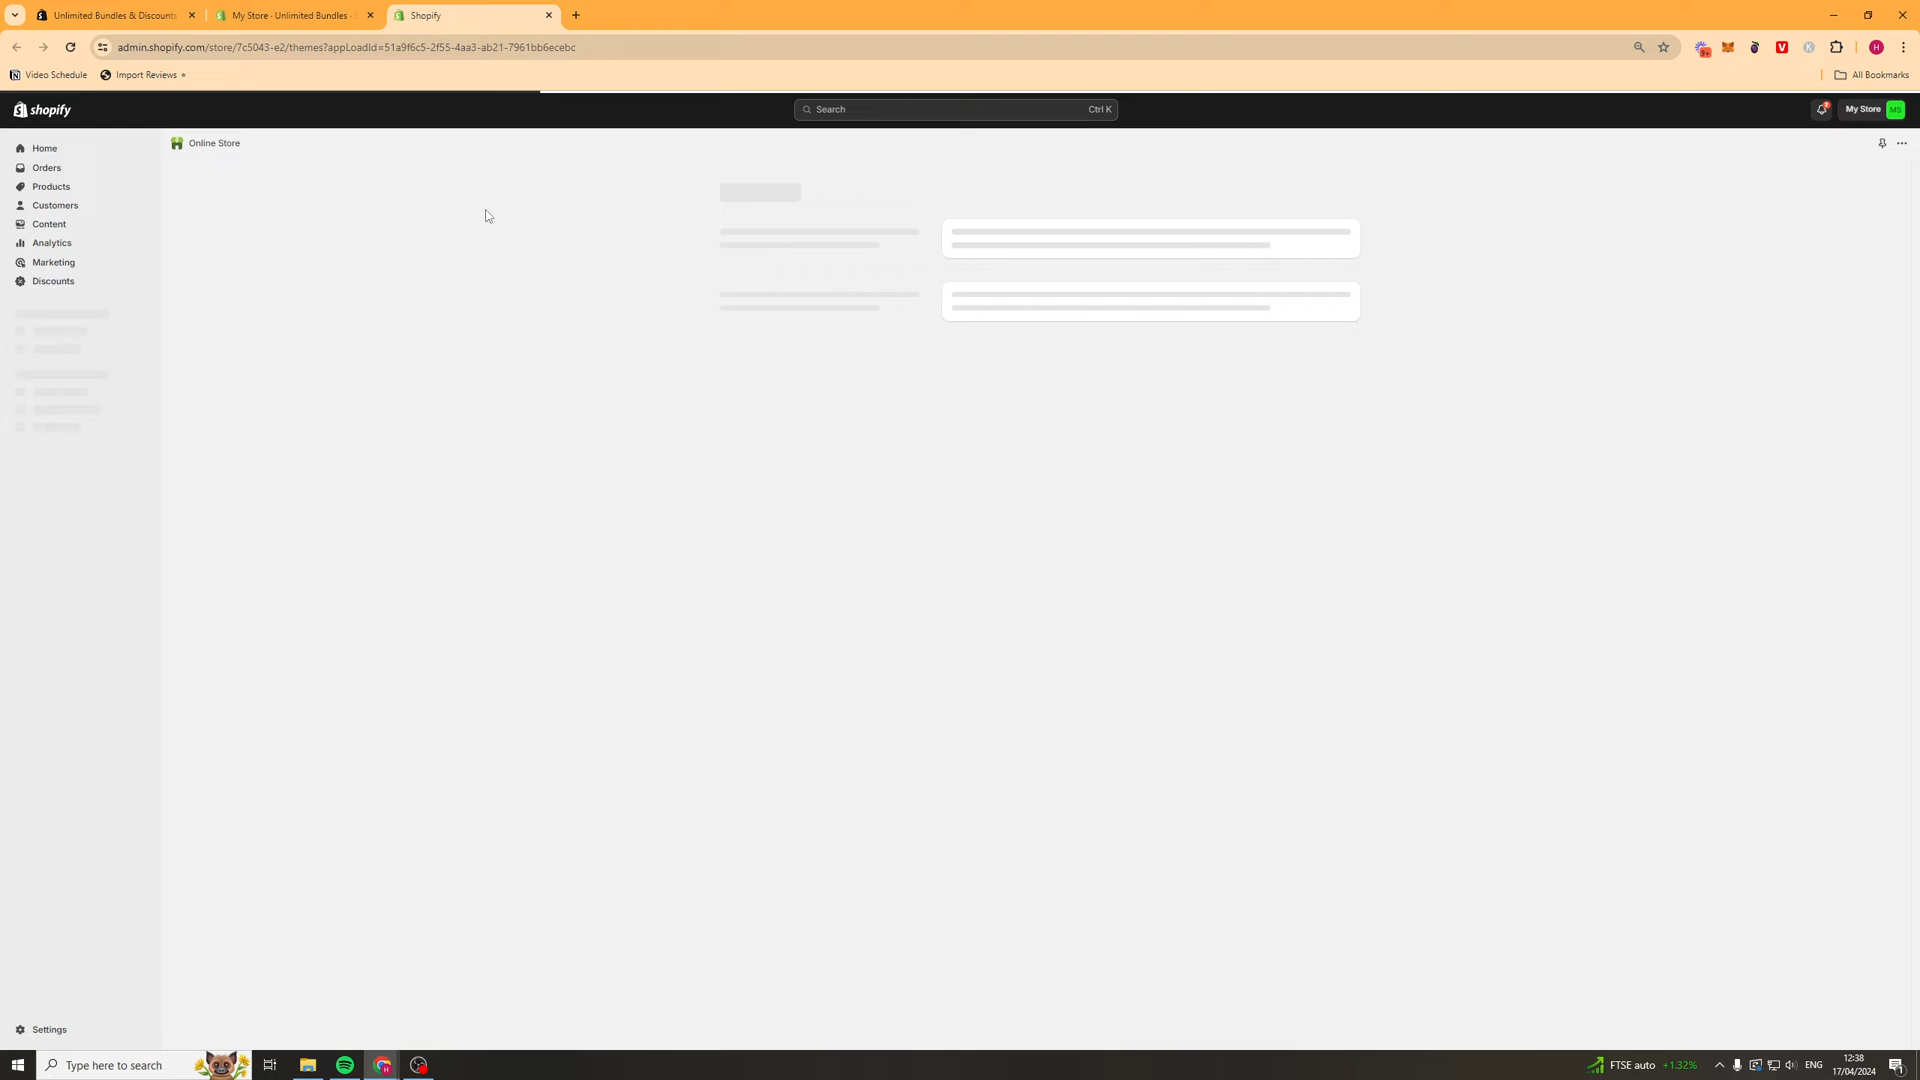 Unlimited Bundles & Discounts
My Store · Unlimited Bundles ·
Shopify
admin.shopify.com/store/7c5043-e2/themes?appLoadId=51a9f6c5-2f55-4aa3-ab21-7961bb6ecebc
Video Schedule
Import Reviews
All Bookmarks
shopify
Search
Ctrl K
My Store
MS
Home
Orders
Products
Customers
Content
Analytics
Marketing
Discounts
Online Store
Settings
Type here to search
FTSE auto +1.32%
ENG
12:38
17/04/2024